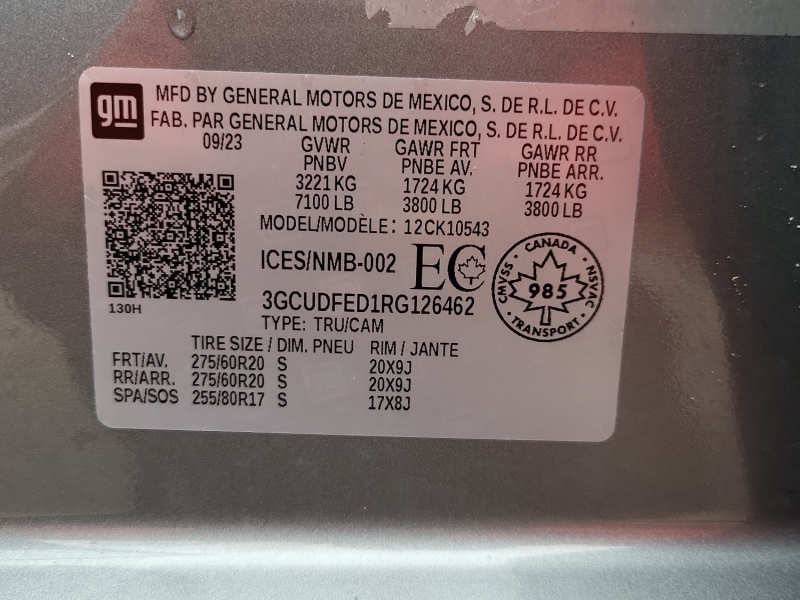 gm
MFD BY GENERAL MOTORS DE MEXICO, S. DE R.L. DE C.V.
FAB. PAR GENERAL MOTORS DE MEXICO, S. DE R.L. DE C.V.
09/23 GVWR GAWR FRT GAWR RR
PNBV PNBE AV. PNBE ARR.
3221 KG 1724 KG 1724 KG
7100 LB 3800 LB 3800 LB
MODEL/MODÈLE: 12CK10543
ICES/NMB-002 EC
CANADA
CMVSS - NSVAC
985
TRANSPORT
3GCUDFED1RG126462
130H
TYPE: TRU/CAM
TIRE SIZE / DIM. PNEU RIM / JANTE
FRT/AV. 275/60R20 S 20X9J
RR/ARR. 275/60R20 S 20X9J
SPA/SOS 255/80R17 S 17X8J